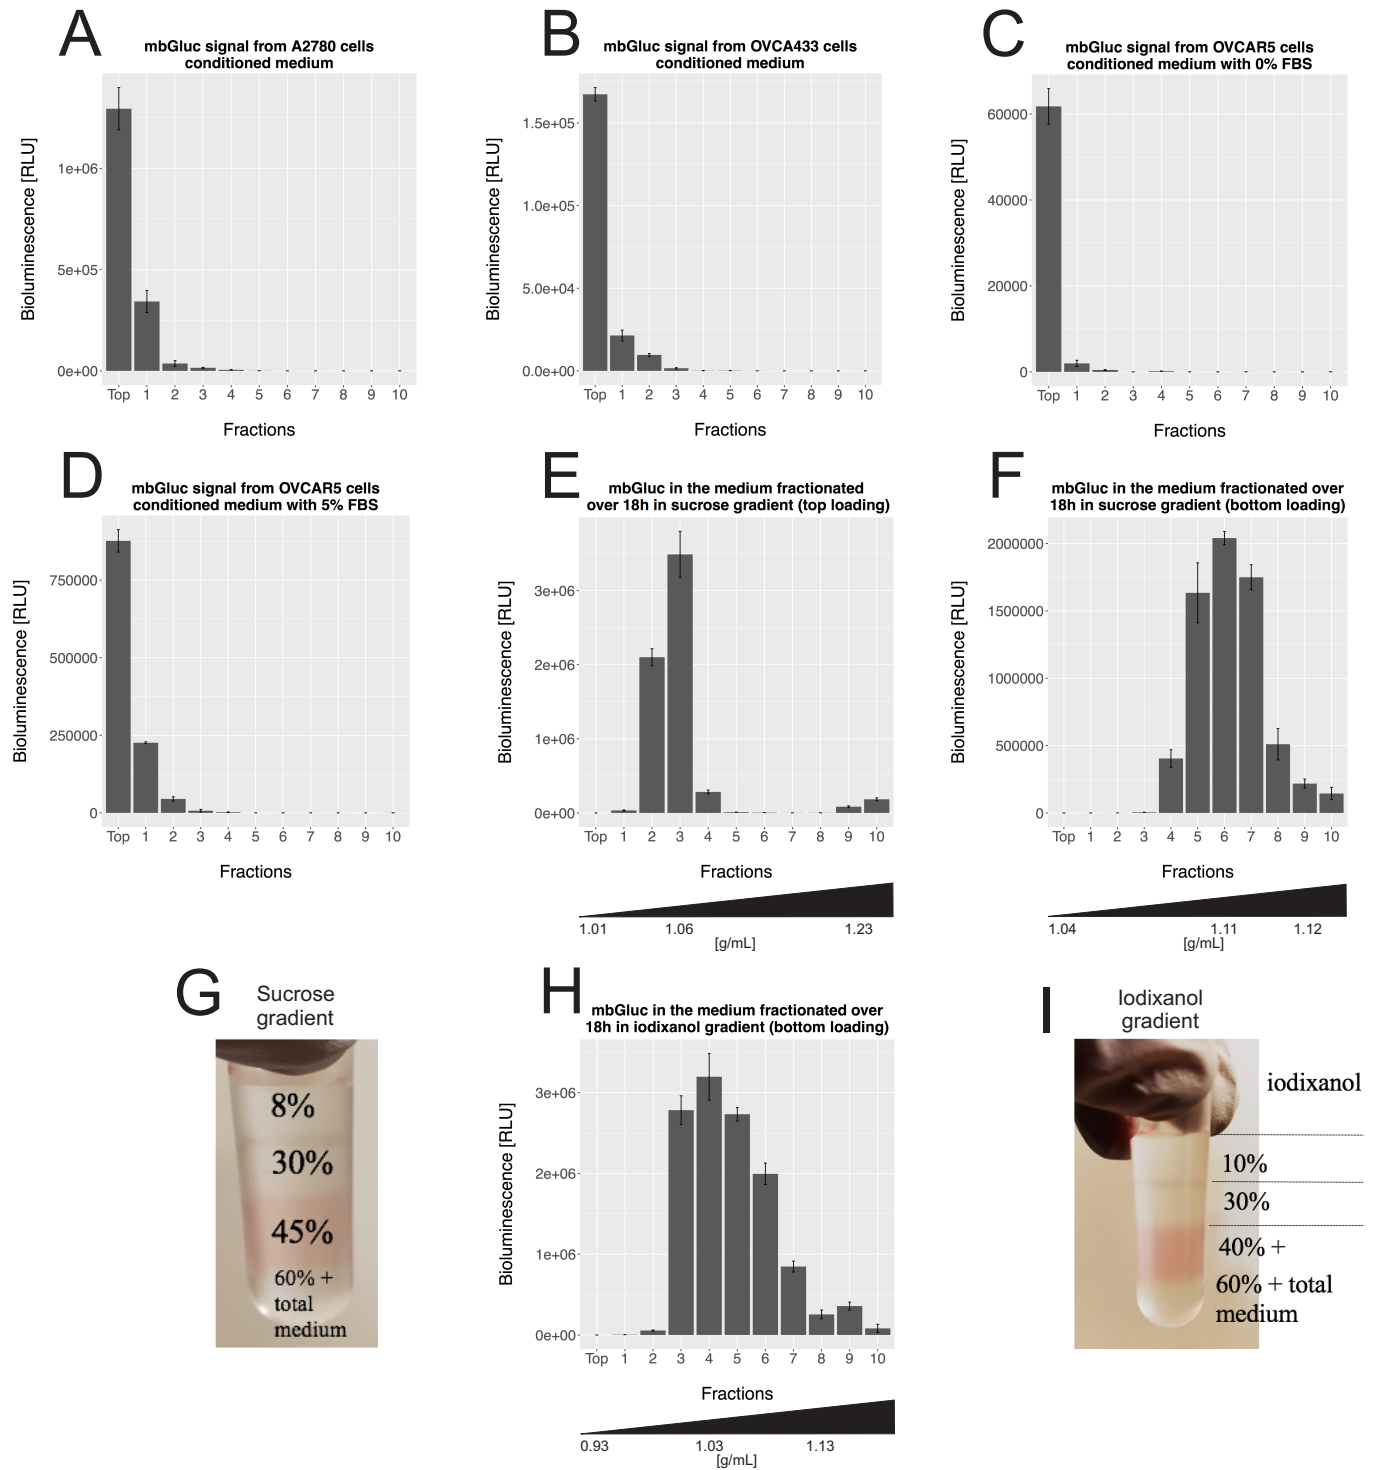 A
mbGluc signal from A2780 cells
conditioned medium
Bioluminescence [RLU]
1e+06
5e+05
0e+00
Top 1 2 3 4 5 6 7 8 9 10
Fractions
B
mbGluc signal from OVCA433 cells
conditioned medium
Bioluminescence [RLU]
1.5e+05
1.0e+05
5.0e+04
0.0e+00
Top 1 2 3 4 5 6 7 8 9 10
Fractions
C
mbGluc signal from OVCAR5 cells
conditioned medium with 0% FBS
Bioluminescence [RLU]
60000
40000
20000
0
Top 1 2 3 4 5 6 7 8 9 10
Fractions
D
mbGluc signal from OVCAR5 cells
conditioned medium with 5% FBS
Bioluminescence [RLU]
750000
500000
250000
0
Top 1 2 3 4 5 6 7 8 9 10
Fractions
E
mbGluc in the medium fractionated
over 18h in sucrose gradient (top loading)
Bioluminescence [RLU]
3e+06
2e+06
1e+06
0e+00
Top 1 2 3 4 5 6 7 8 9 10
Fractions
1.01 1.06 1.23
[g/mL]
F
mbGluc in the medium fractionated over
18h in sucrose gradient (bottom loading)
Bioluminescence [RLU]
2000000
1500000
1000000
500000
0
Top 1 2 3 4 5 6 7 8 9 10
Fractions
1.04 1.11 1.12
[g/mL]
G
Sucrose
gradient
8%
30%
45%
60% +
total
medium
H
mbGluc in the medium fractionated over
18h in iodixanol gradient (bottom loading)
Bioluminescence [RLU]
3e+06
2e+06
1e+06
0e+00
Top 1 2 3 4 5 6 7 8 9 10
Fractions
0.93 1.03 1.13
[g/mL]
I
Iodixanol
gradient
iodixanol
10%
30%
40% +
60% + total
medium